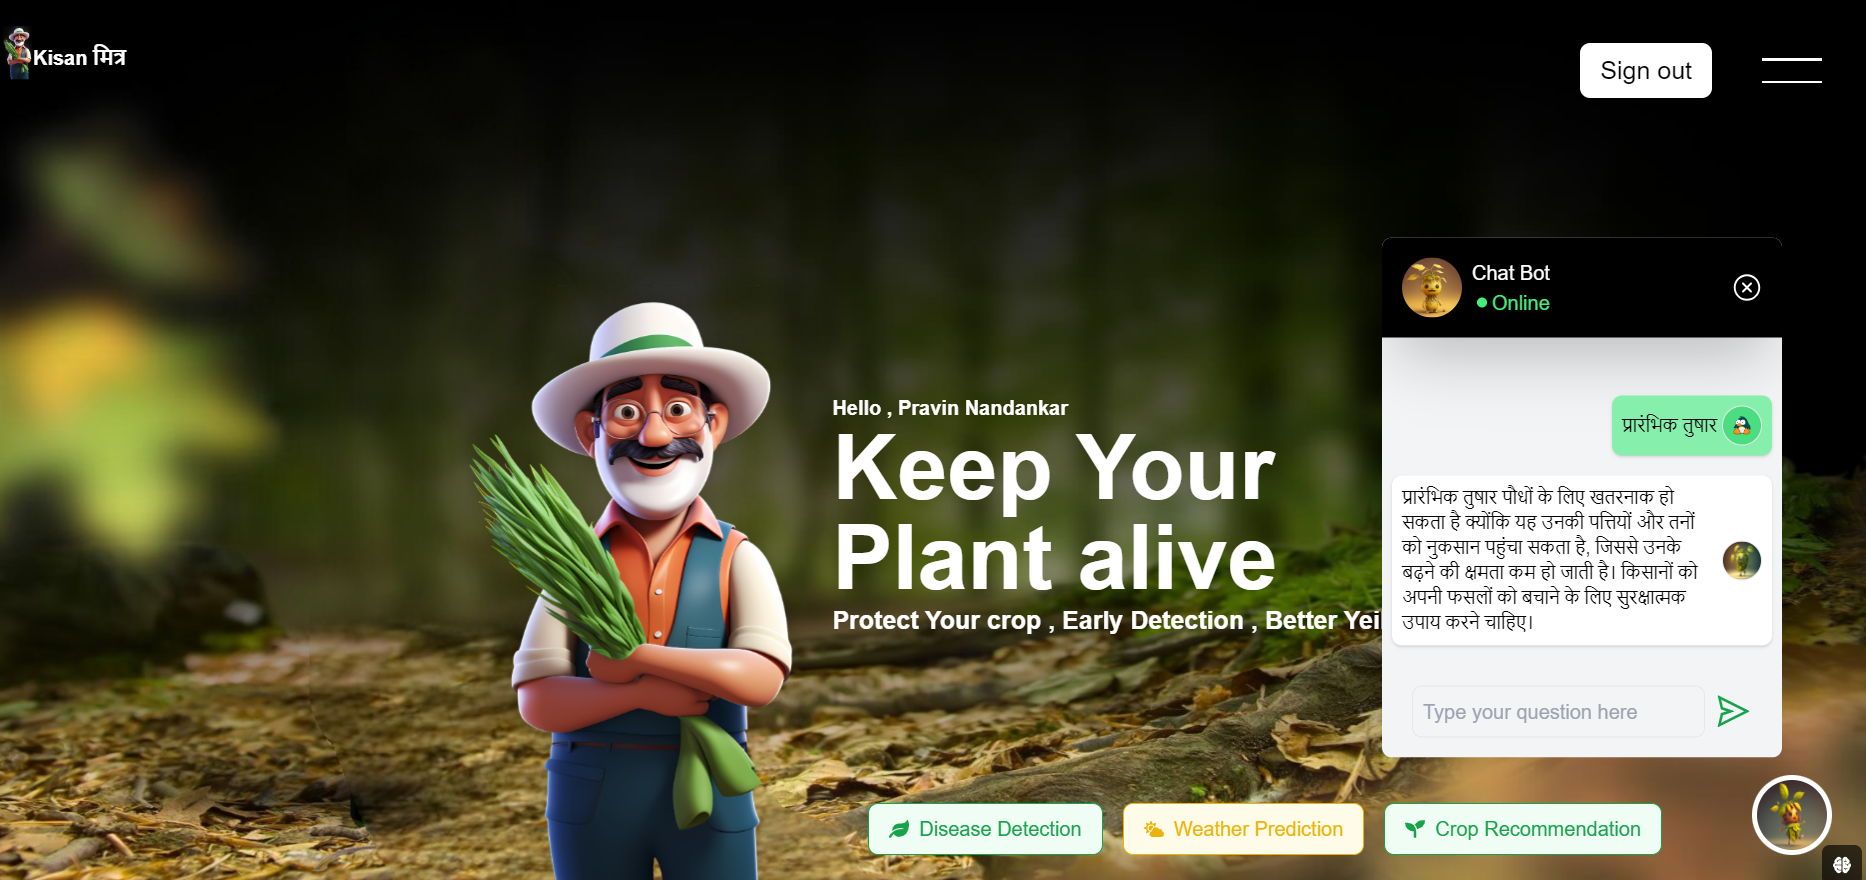 Kisan मित्र
Sign out
Hello , Pravin Nandankar
Keep Your
Plant alive
Protect Your crop , Early Detection , Better Yei
Chat Bot
Online
प्रारंभिक तुषार
प्रारंभिक तुषार पौधों के लिए खतरनाक हो
सकता है क्योंकि यह उनकी पत्तियों और तनों
को नुकसान पहुंचा सकता है, जिससे उनके
बढ़ने की क्षमता कम हो जाती है। किसानों को
अपनी फसलों को बचाने के लिए सुरक्षात्मक
उपाय करने चाहिए।
Type your question here
Disease Detection
Weather Prediction
Crop Recommendation